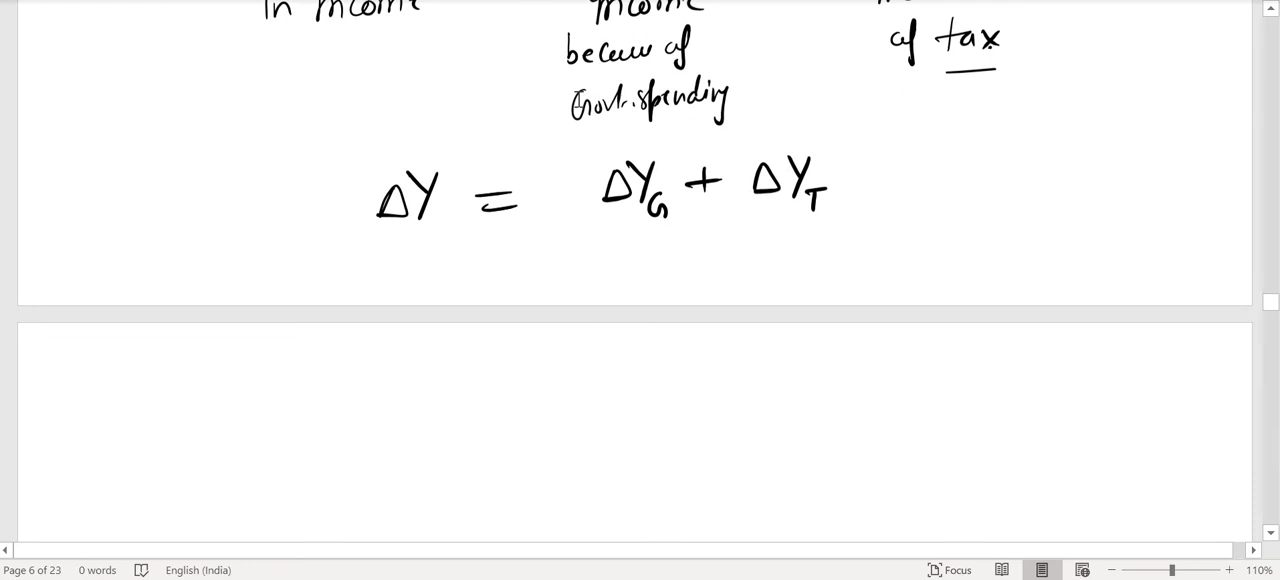 in income income
of tax
because of
Govt. spending
ΔY = ΔY_G + ΔY_T
Page 6 of 23 0 words English (India) Focus 110%